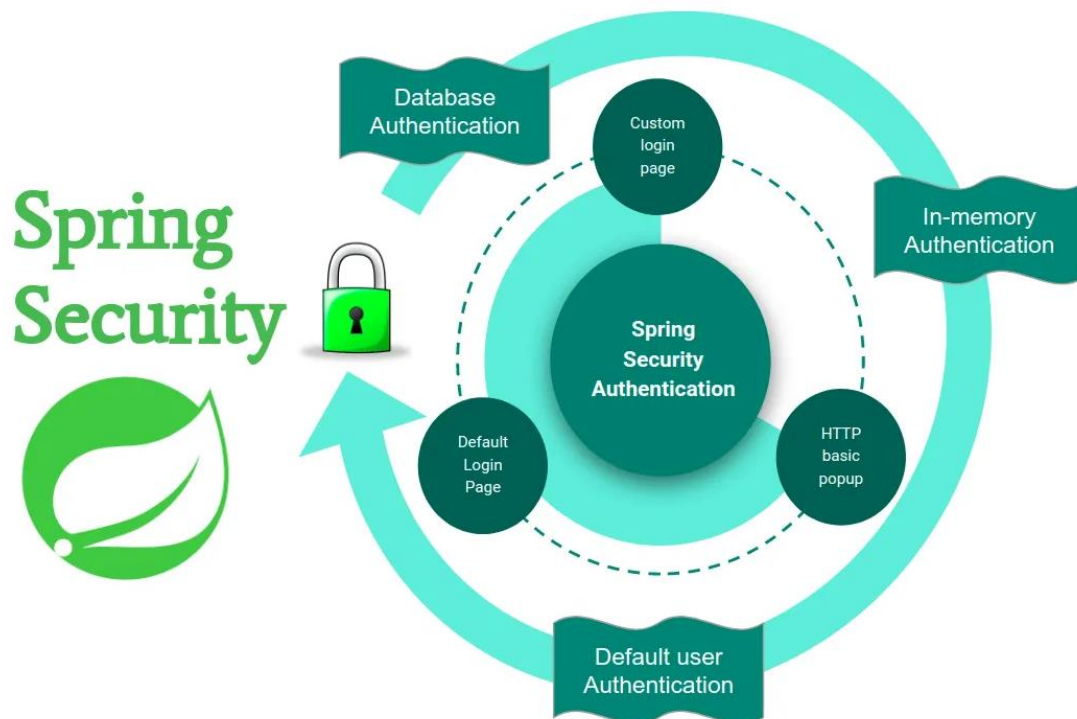 Spring
Security
Database
Authentication
Custom
login
page
In-memory
Authentication
Spring
Security
Authentication
Default
Login
Page
HTTP
basic
popup
Default user
Authentication